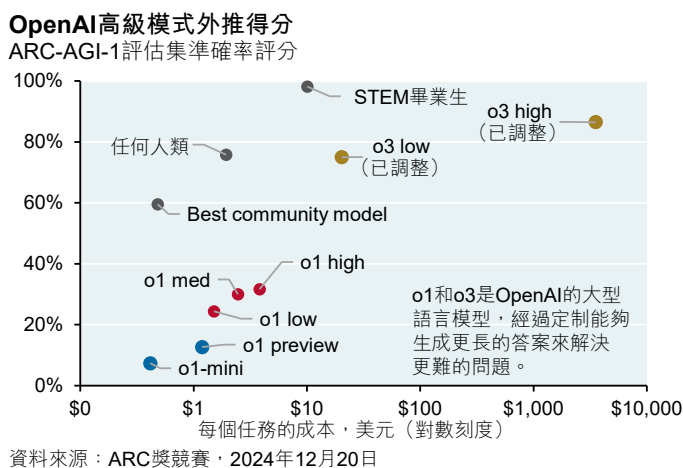 OpenAI高級模式外推得分
ARC-AGI-1評估集準確率評分
100%
STEM畢業生
o3 high
（已調整）
80%
任何人類
o3 low
（已調整）
60%
Best community model
40%
o1 high
o1 med
o1和o3是OpenAI的大型
語言模型，經過定制能夠
生成更長的答案來解決
更難的問題。
20%
o1 low
o1 preview
o1-mini
0%
$0
$1
$10
$100
$1,000
$10,000
每個任務的成本，美元（對數刻度）
資料來源：ARC獎競賽，2024年12月20日